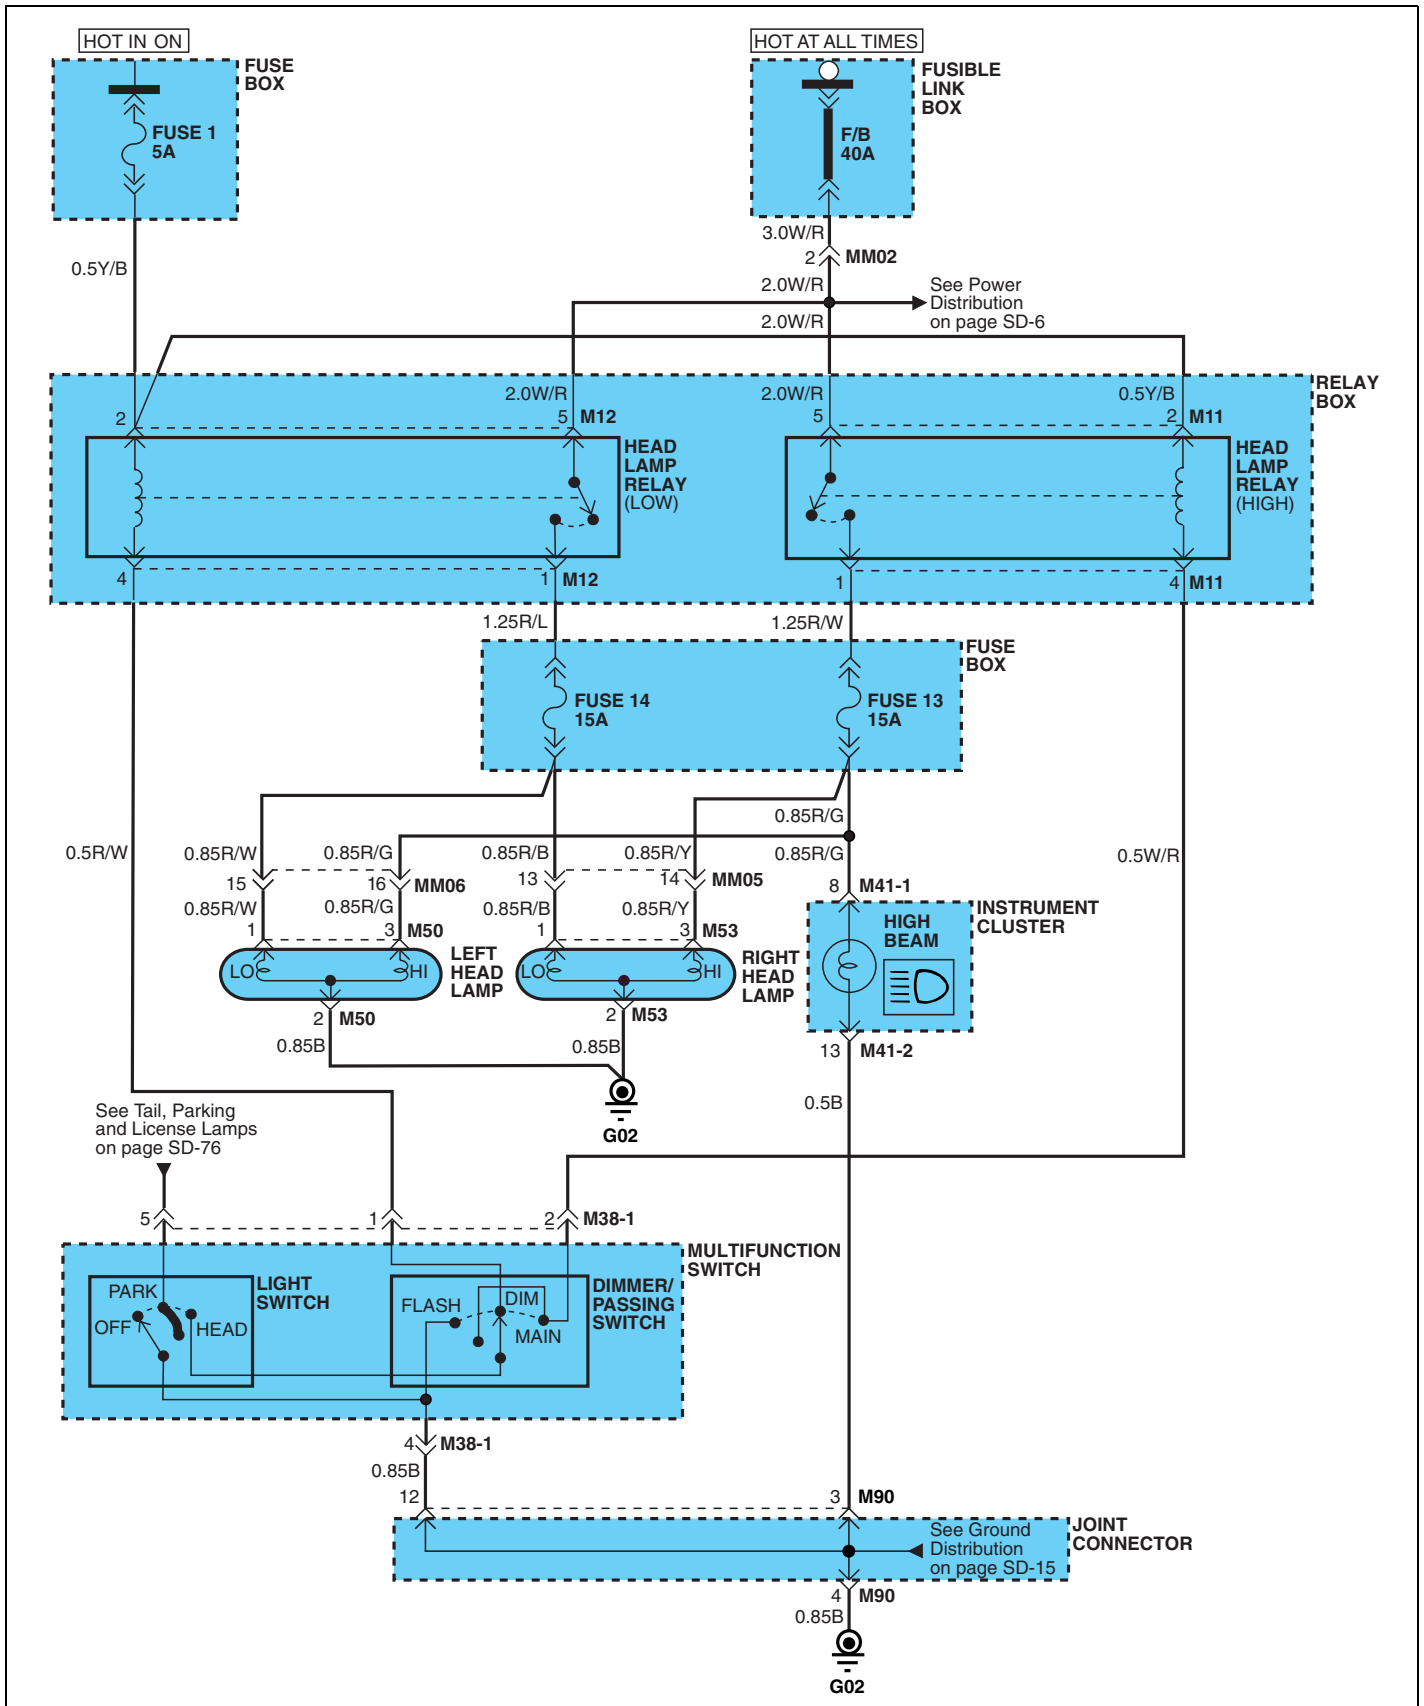 HOT IN ON
HOT AT ALL TIMES
FUSE
BOX
FUSE 1
5A
FUSIBLE
LINK
BOX
F/B
40A
3.0W/R
2
MM02
0.5Y/B
2.0W/R
See Power
Distribution
on page SD-6
2.0W/R
RELAY
BOX
2.0W/R
2.0W/R
0.5Y/B
2
5
M12
5
2
M11
HEAD
LAMP
RELAY
(LOW)
HEAD
LAMP
RELAY
(HIGH)
4
1
M12
1
4
M11
1.25R/L
1.25R/W
FUSE
BOX
FUSE 14
15A
FUSE 13
15A
0.85R/G
0.5R/W
0.85R/W
0.85R/G
0.85R/B
0.85R/Y
0.85R/G
0.5W/R
15
16
MM06
13
14
MM05
8
M41-1
0.85R/W
0.85R/G
0.85R/B
0.85R/Y
1
3
M50
1
3
M53
INSTRUMENT
CLUSTER
HIGH
BEAM
LO
HI
LEFT
HEAD
LAMP
LO
HI
RIGHT
HEAD
LAMP
2
M50
2
M53
0.85B
0.85B
13
M41-2
0.5B
G02
See Tail, Parking
and License Lamps
on page SD-76
5
1
2
M38-1
MULTIFUNCTION
SWITCH
LIGHT
SWITCH
PARK
OFF
HEAD
DIMMER/
PASSING
SWITCH
FLASH
DIM
MAIN
4
M38-1
0.85B
12
3
M90
JOINT
CONNECTOR
See Ground
Distribution
on page SD-15
4
M90
0.85B
G02